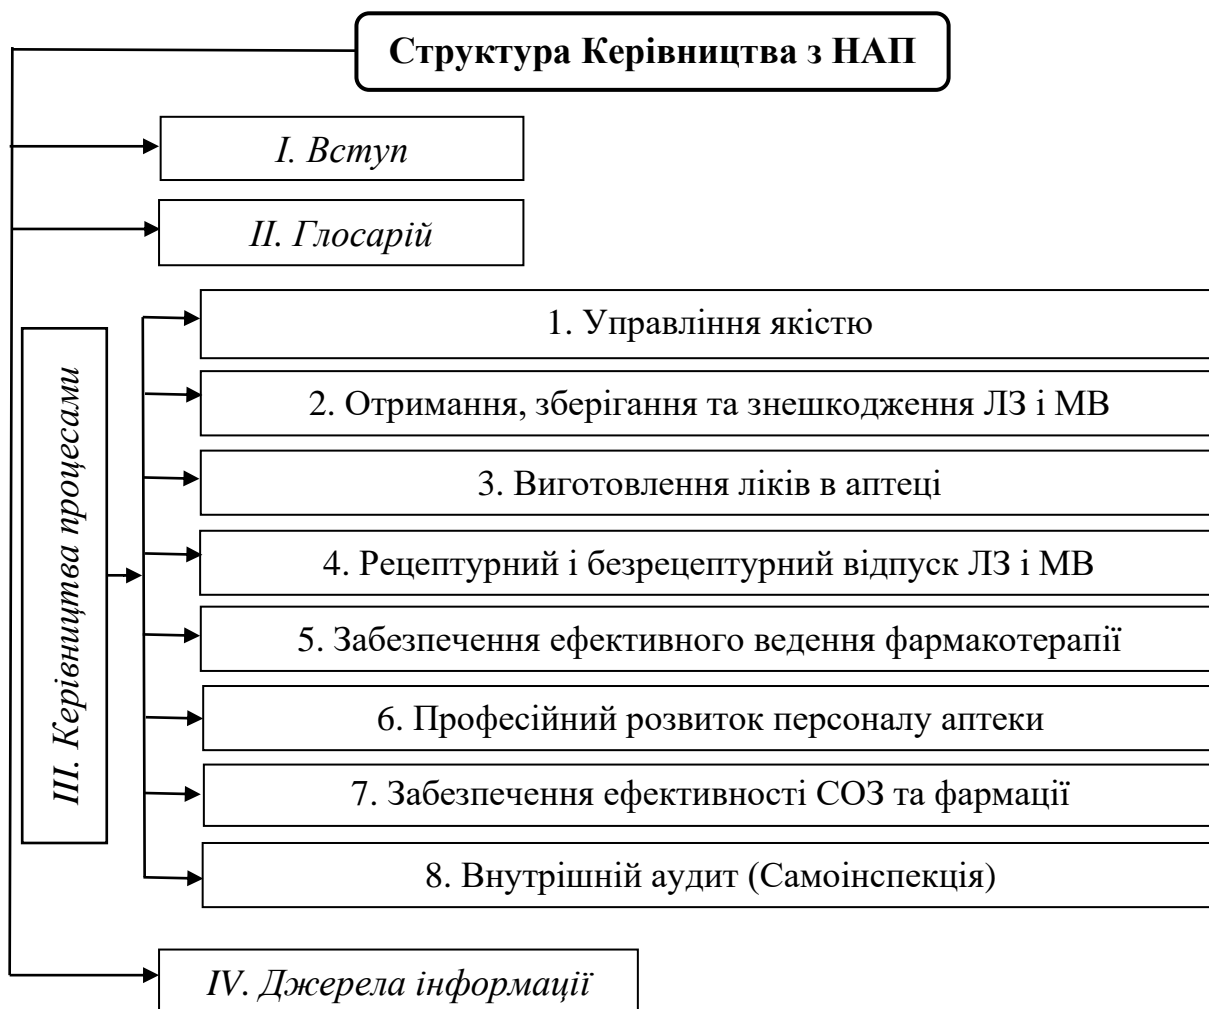 Структура Керівництва з НАП
I. Вступ
II. Глосарій
III. Керівництва процесами
1. Управління якістю
2. Отримання, зберігання та знешкодження ЛЗ і МВ
3. Виготовлення ліків в аптеці
4. Рецептурний і безрецептурний відпуск ЛЗ і МВ
5. Забезпечення ефективного ведення фармакотерапії
6. Професійний розвиток персоналу аптеки
7. Забезпечення ефективності СОЗ та фармації
8. Внутрішній аудит (Самоінспекція)
IV. Джерела інформації